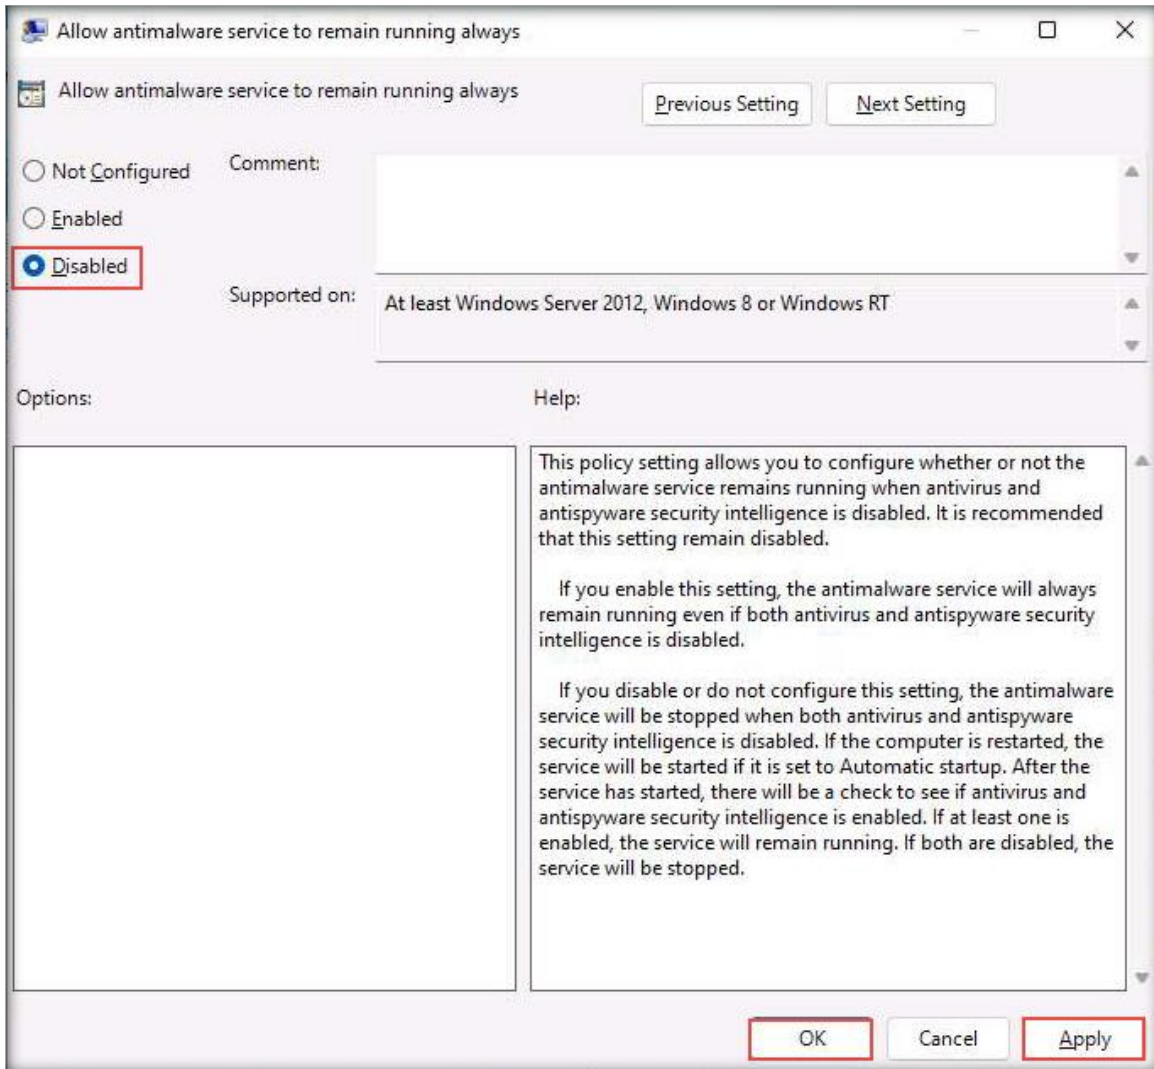 Allow antimalware service to remain running always
Allow antimalware service to remain running always
Previous Setting
Next Setting
Not Configured
Comment:
Enabled
Disabled
Supported on:
At least Windows Server 2012, Windows 8 or Windows RT
Options:
Help:
This policy setting allows you to configure whether or not the
antimalware service remains running when antivirus and
antispyware security intelligence is disabled. It is recommended
that this setting remain disabled.
If you enable this setting, the antimalware service will always
remain running even if both antivirus and antispyware security
intelligence is disabled.
If you disable or do not configure this setting, the antimalware
service will be stopped when both antivirus and antispyware
security intelligence is disabled. If the computer is restarted, the
service will be started if it is set to Automatic startup. After the
service has started, there will be a check to see if antivirus and
antispyware security intelligence is enabled. If at least one is
enabled, the service will remain running. If both are disabled, the
service will be stopped.
OK
Cancel
Apply